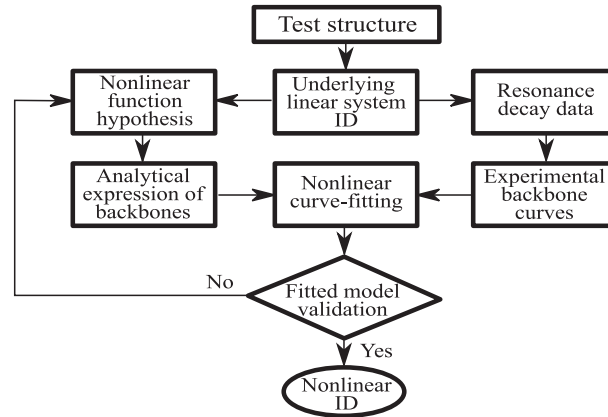 Test structure
Nonlinear
function
hypothesis
Underlying
linear system
ID
Resonance
decay data
Analytical
expression of
backbones
Nonlinear
curve-fitting
Experimental
backbone
curves
No
Fitted model
validation
Yes
Nonlinear
ID